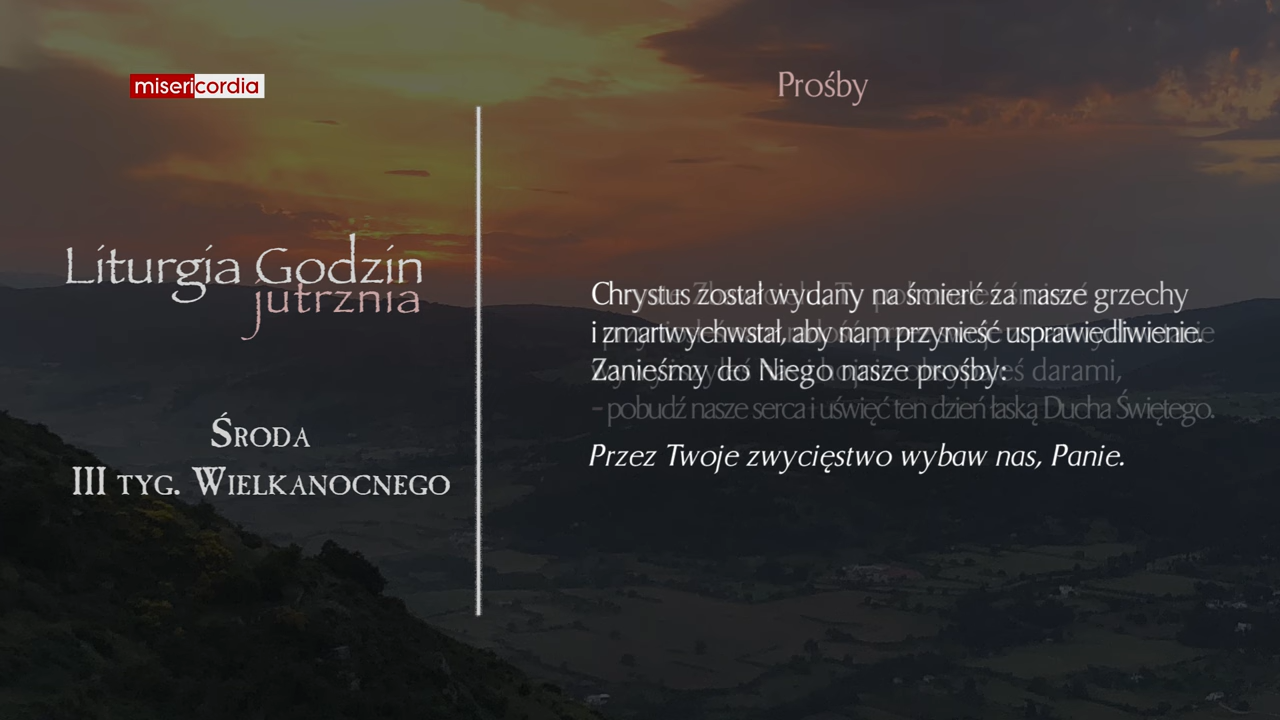 misericordia
Prośby
Liturgia Godzin
jutrznia
Środa
III tyg. Wielkanocnego
Chrystus został wydany na śmierć za nasze grzechy
i zmartwychwstał, aby nam przynieść usprawiedliwienie.
Zanieśmy do Niego nasze prośby:
darami,
- pobudź nasze serca i uświęć ten dzień łaską Ducha Świętego.
Przez Twoje zwycięstwo wybaw nas, Panie.